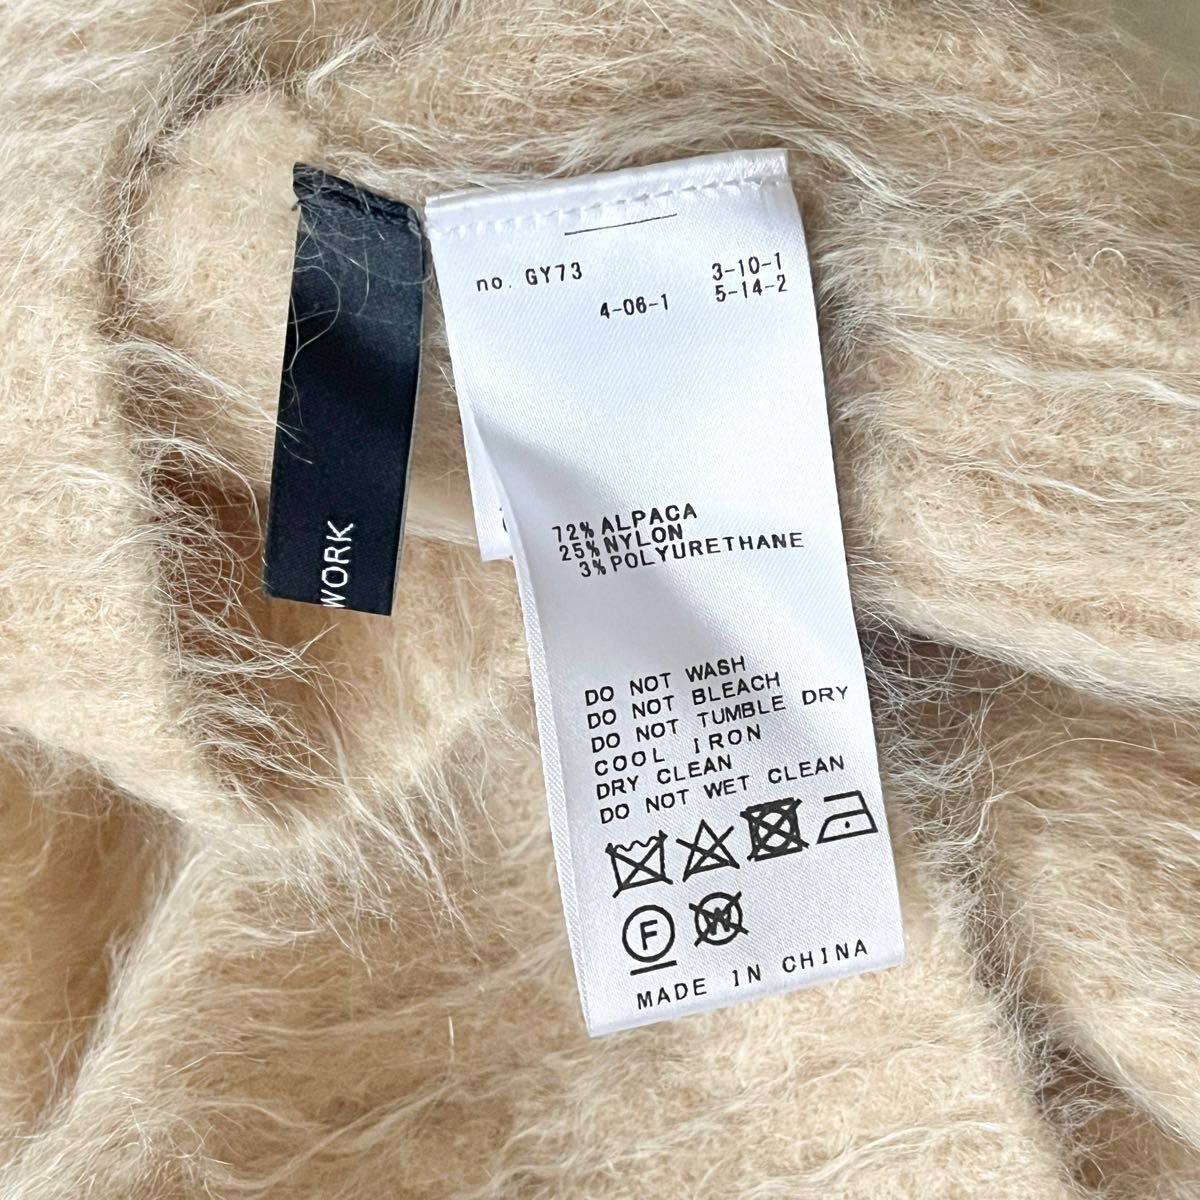 no. GY73
3-10-1
4-06-1
5-14-2
72% ALPACA
25% NYLON
3% POLYURETHANE
DO NOT WASH
DO NOT BLEACH
DO NOT TUMBLE DRY
COOL IRON
DRY CLEAN
DO NOT WET CLEAN
F
W
MADE IN CHINA
WORK